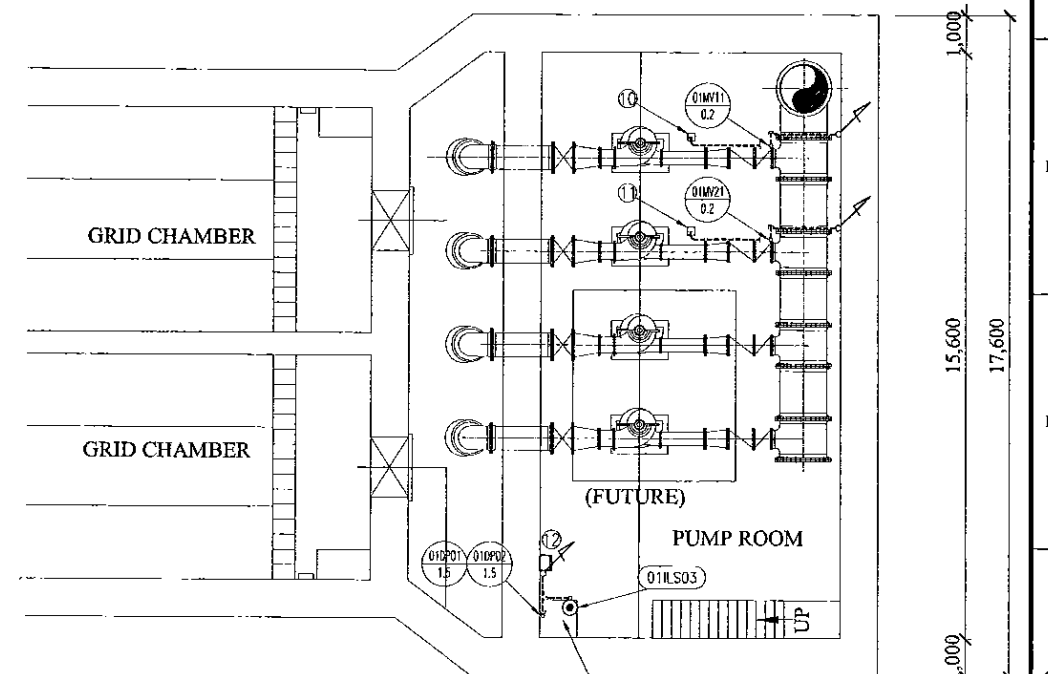 1,000
10
01MV11
0.2
11
01MV21
0.2
GRID CHAMBER
15,600
17,600
GRID CHAMBER
(FUTURE)
PUMP ROOM
12
01DP01
1.5
01DP02
1.5
01ILS03
UP
,000